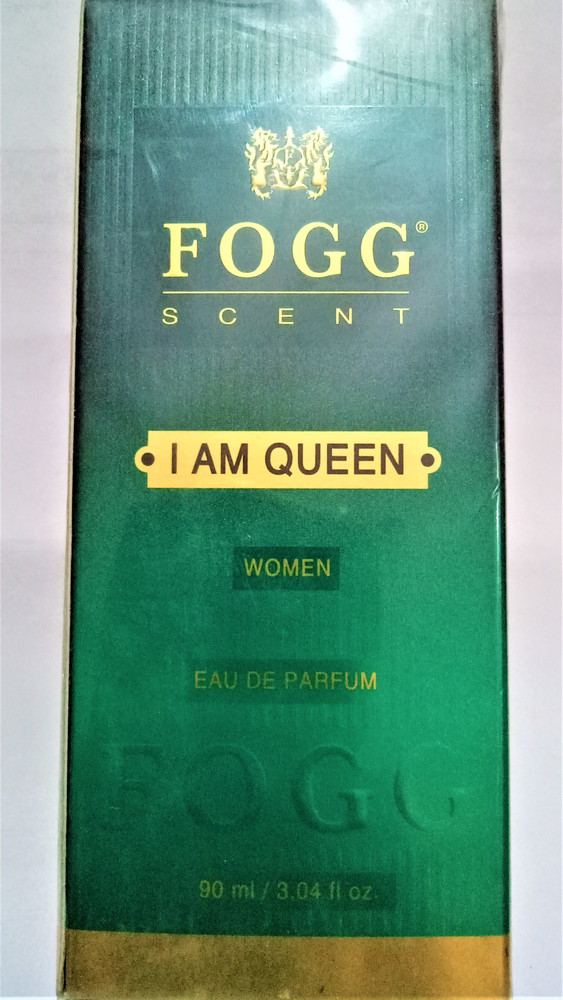 FOGG®
SCENT
I AM QUEEN
WOMEN
EAU DE PARFUM
FOGG
90 ml / 3.04 fl oz.